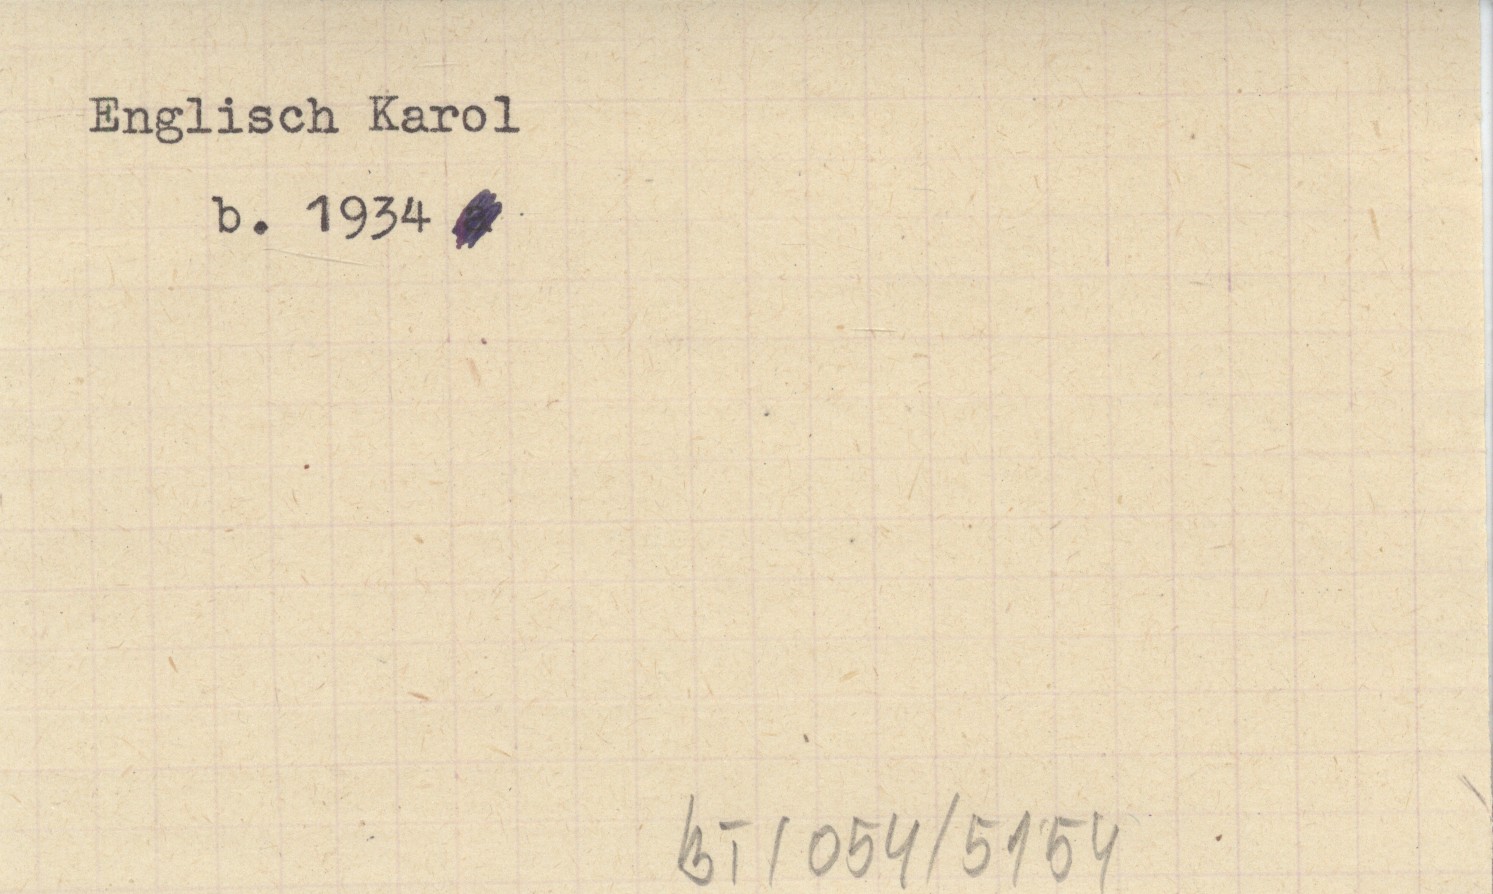 Englisch Karol
b. 1934
BT/054/5154